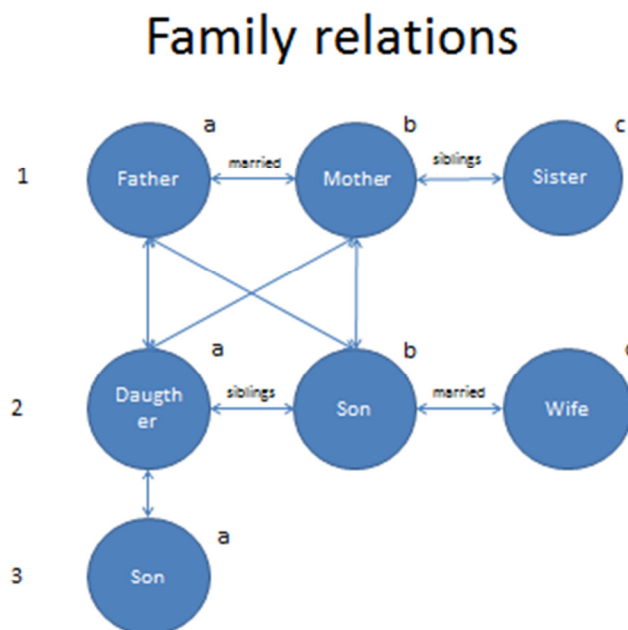 Family relations
a b c
1 Father married Mother siblings Sister
a b
2 Daugth
er siblings Son married Wife
a
3 Son